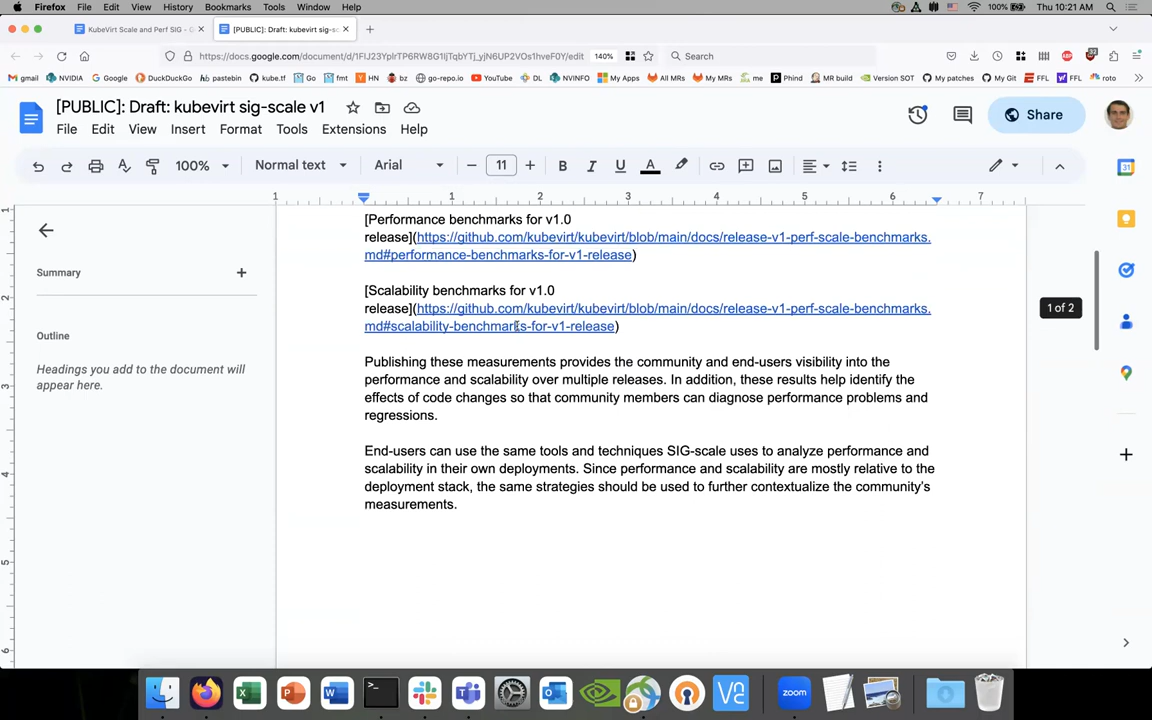 Firefox File Edit View History Bookmarks Tools Window Help
100% Thu 10:21 AM
KubeVirt Scale and Perf SIG -
[PUBLIC]: Draft: kubevirt sig-sc
https://docs.google.com/document/d/1FIJ23YplrTP6RW8G1IjTqbYTj_yjN6UP2VOs1hveF0Y/edit
140%
Search
gmail NVIDIA Google DuckDuckGo pastebin kube.tf Go fmt HN bz go-repo.io YouTube DL NVINFO My Apps All MRs My MRs me Phind MR build Version SOT My patches My Git FFL FFL roto
[PUBLIC]: Draft: kubevirt sig-scale v1
Share
File Edit View Insert Format Tools Extensions Help
100% Normal text Arial 11 B I U A
1 1 2 3 4 5 6 7
Summary
Outline
Headings you add to the document will
appear here.
[Performance benchmarks for v1.0
release](https://github.com/kubevirt/kubevirt/blob/main/docs/release-v1-perf-scale-benchmarks.
md#performance-benchmarks-for-v1-release)
[Scalability benchmarks for v1.0
release](https://github.com/kubevirt/kubevirt/blob/main/docs/release-v1-perf-scale-benchmarks.
md#scalability-benchmarks-for-v1-release)
1 of 2
Publishing these measurements provides the community and end-users visibility into the
performance and scalability over multiple releases. In addition, these results help identify the
effects of code changes so that community members can diagnose performance problems and
regressions.
End-users can use the same tools and techniques SIG-scale uses to analyze performance and
scalability in their own deployments. Since performance and scalability are mostly relative to the
deployment stack, the same strategies should be used to further contextualize the community's
measurements.
zoom